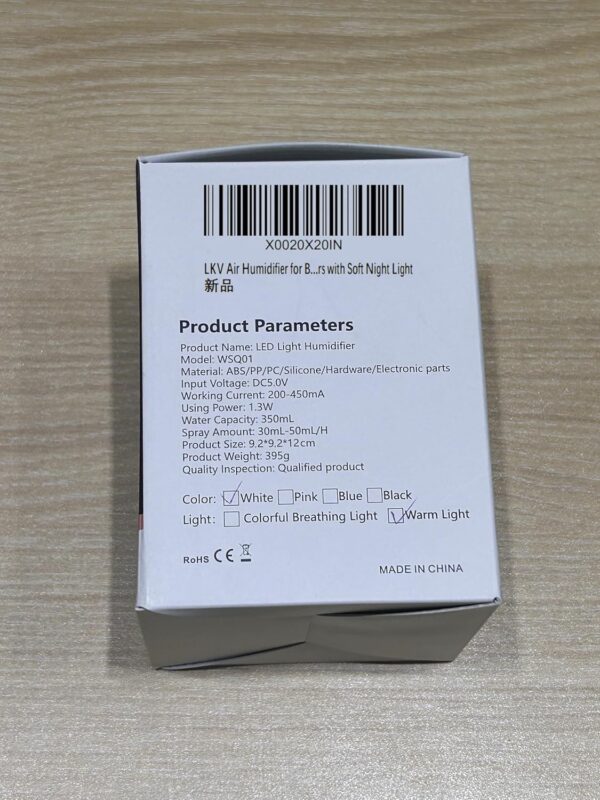 X0020X20IN
LKV Air Humidifier for B...rs with Soft Night Light
新品
Product Parameters
Product Name: LED Light Humidifier
Model: WSQ01
Material: ABS/PP/PC/Silicone/Hardware/Electronic parts
Input Voltage: DC5.0V
Working Current: 200-450mA
Using Power: 1.3W
Water Capacity: 350mL
Spray Amount: 30mL-50mL/H
Product Size: 9.2*9.2*12cm
Product Weight: 395g
Quality Inspection: Qualified product
Color: White Pink Blue Black
Light: Colorful Breathing Light Warm Light
RoHS CE
MADE IN CHINA